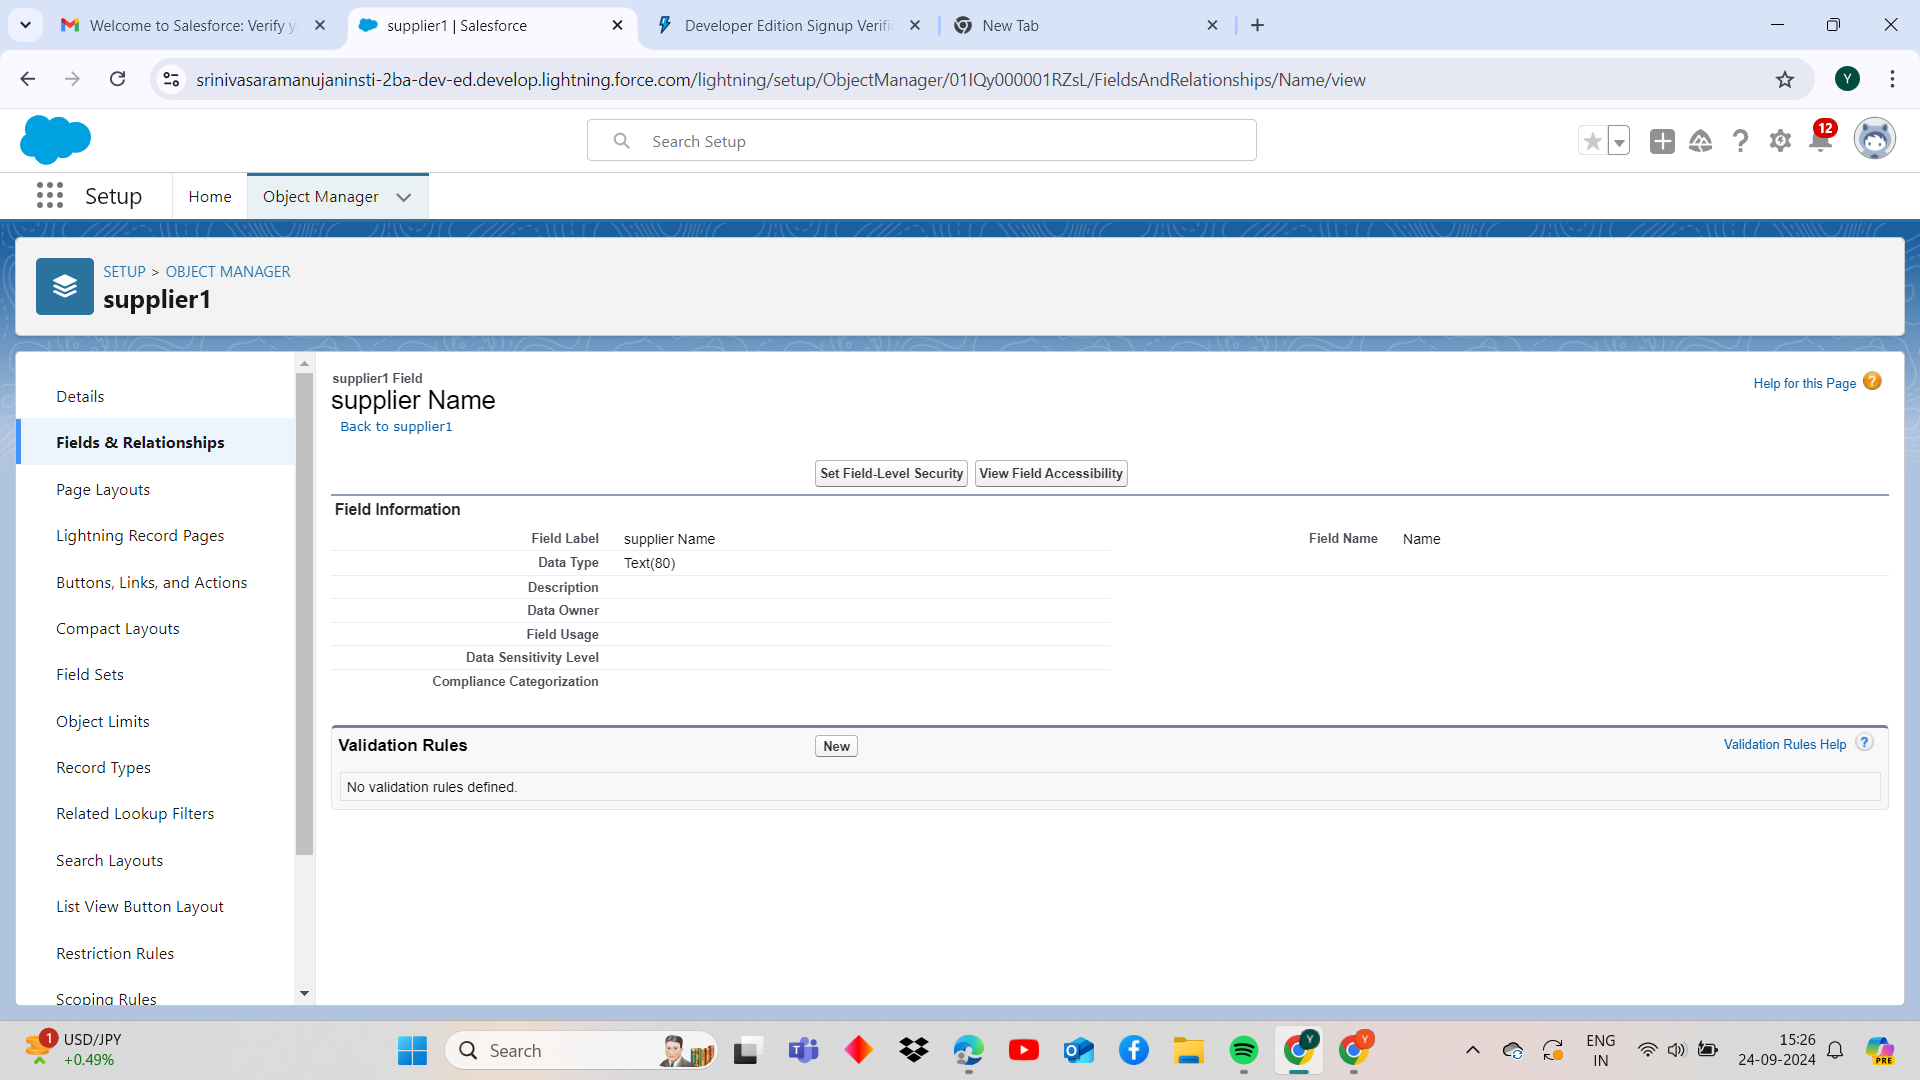 Welcome to Salesforce: Verify y
supplier1 | Salesforce
Developer Edition Signup Verifi
New Tab
srinivasaramanujaninsti-2ba-dev-ed.develop.lightning.force.com/lightning/setup/ObjectManager/01IQy000001RZsL/FieldsAndRelationships/Name/view
Y
Search Setup
12
Setup
Home
Object Manager
SETUP > OBJECT MANAGER
supplier1
Details
Fields & Relationships
Page Layouts
Lightning Record Pages
Buttons, Links, and Actions
Compact Layouts
Field Sets
Object Limits
Record Types
Related Lookup Filters
Search Layouts
List View Button Layout
Restriction Rules
Scoping Rules
supplier1 Field
supplier Name
Back to supplier1
Help for this Page
Set Field-Level Security
View Field Accessibility
Field Information
Field Label supplier Name
Field Name Name
Data Type Text(80)
Description
Data Owner
Field Usage
Data Sensitivity Level
Compliance Categorization
Validation Rules
New
Validation Rules Help
No validation rules defined.
1
USD/JPY
+0.49%
Search
Y
Y
ENG
IN
15:26
24-09-2024
PRE